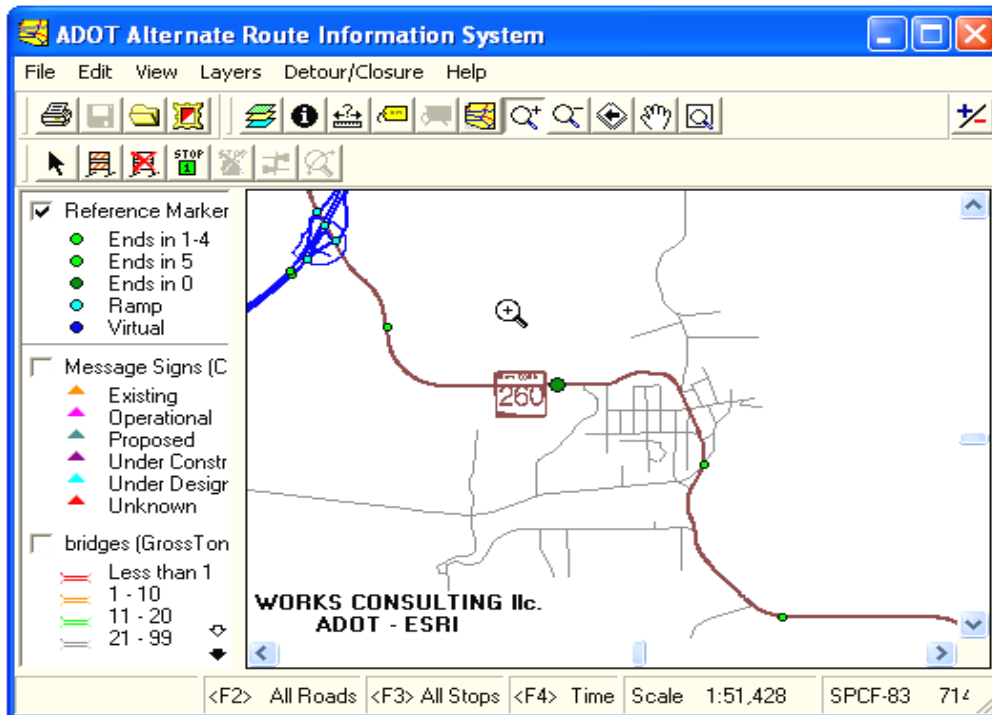 ADOT Alternate Route Information System
File Edit View Layers Detour/Closure Help
STOP
1
Reference Marker
Ends in 1-4
Ends in 5
Ends in 0
Ramp
Virtual
Message Signs (C
Existing
Operational
Proposed
Under Constr
Under Design
Unknown
bridges (GrossTon
Less than 1
1 - 10
11 - 20
21 - 99
260
WORKS CONSULTING llc.
ADOT - ESRI
<F2> All Roads <F3> All Stops <F4> Time Scale 1:51,428 SPCF-83 714